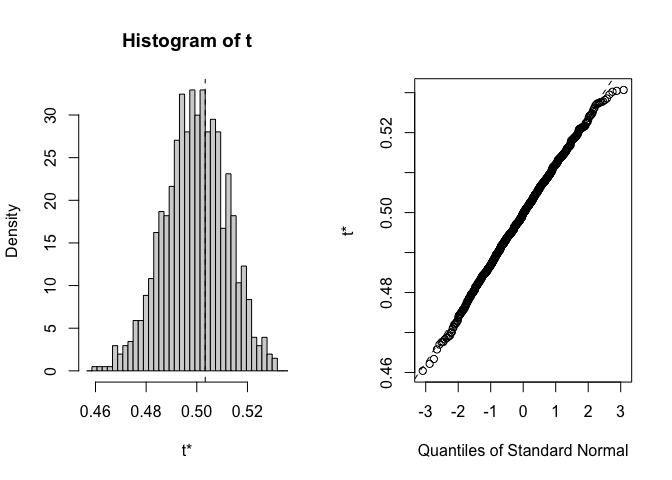 Histogram of t
Density
0 5 10 15 20 25 30
0.46 0.48 0.50 0.52
t*
t*
0.46 0.48 0.50 0.52
-3 -2 -1 0 1 2 3
Quantiles of Standard Normal